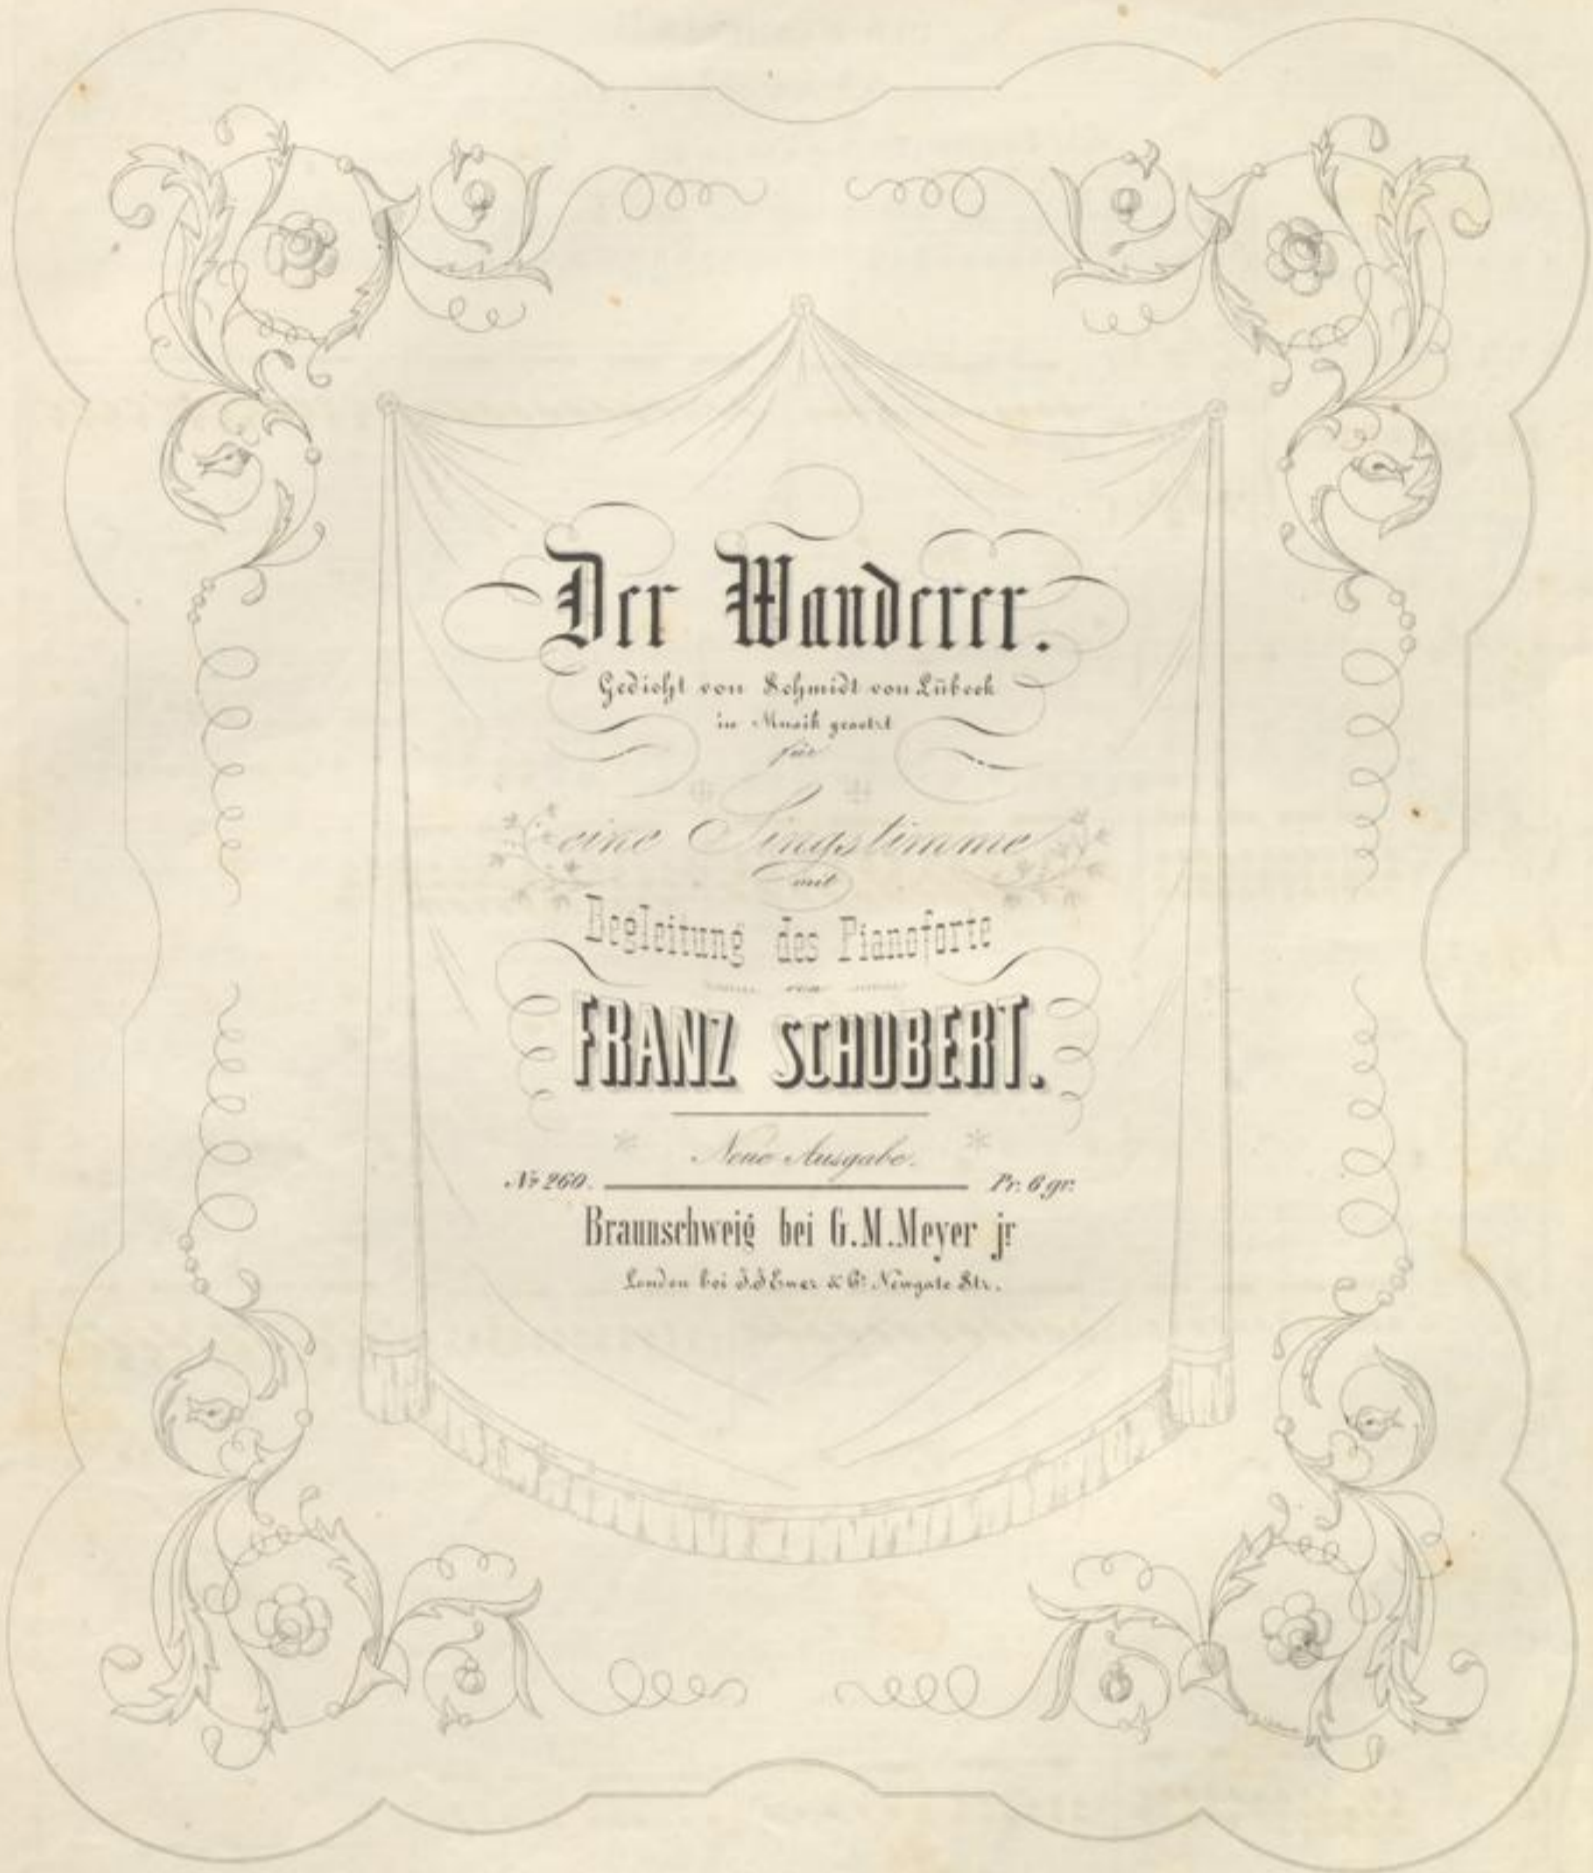 Der Wanderer.
Gedicht von Schmidt von Lübeck
in Musik gesetzt
für
eine Singstimme
mit
Begleitung des Pianoforte
von
FRANZ SCHUBERT.
Neue Ausgabe.
No 260. Pr: 6 gr:
Braunschweig bei G.M.Meyer jr
London bei J.J Ewer & Co Newgate Str.